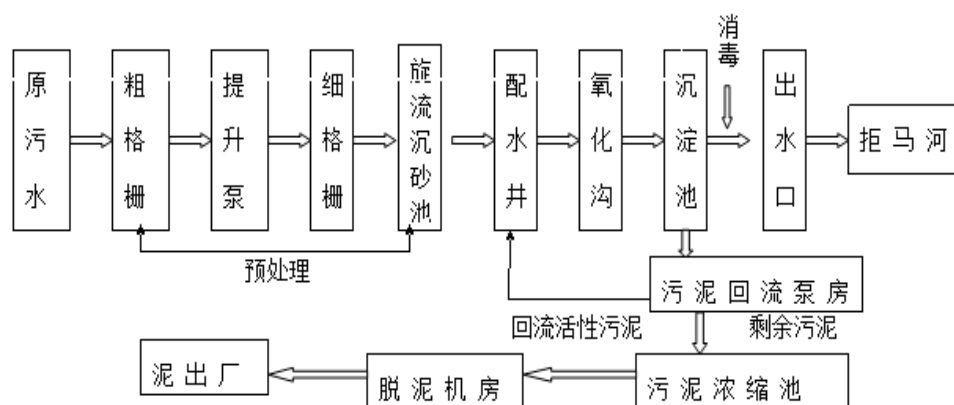 原污水
粗格栅
提升泵
细格栅
旋流沉砂池
配水井
氧化沟
沉淀池
消毒
出水口
拒马河
预处理
污泥回流泵房
回流活性污泥
剩余污泥
泥出厂
脱泥机房
污泥浓缩池